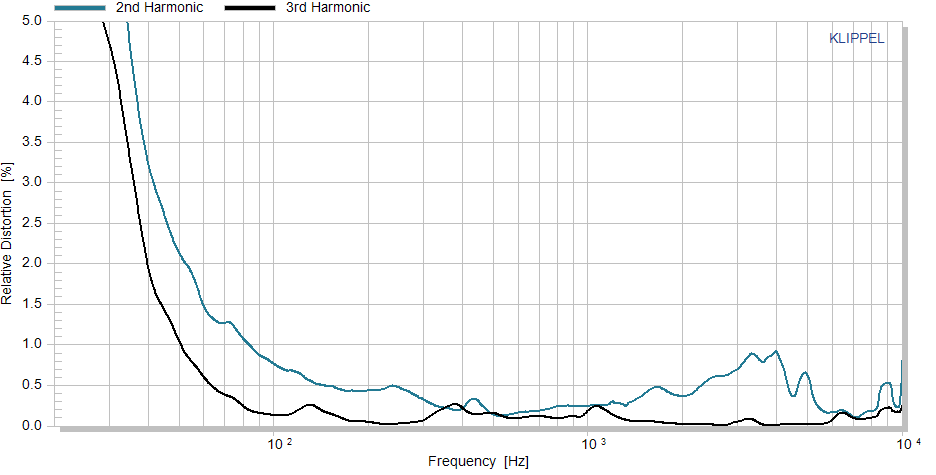 2nd Harmonic 3rd Harmonic
KLIPPEL
Relative Distortion [%]
5.0
4.5
4.0
3.5
3.0
2.5
2.0
1.5
1.0
0.5
0.0
10 2 10 3 10 4
Frequency [Hz]